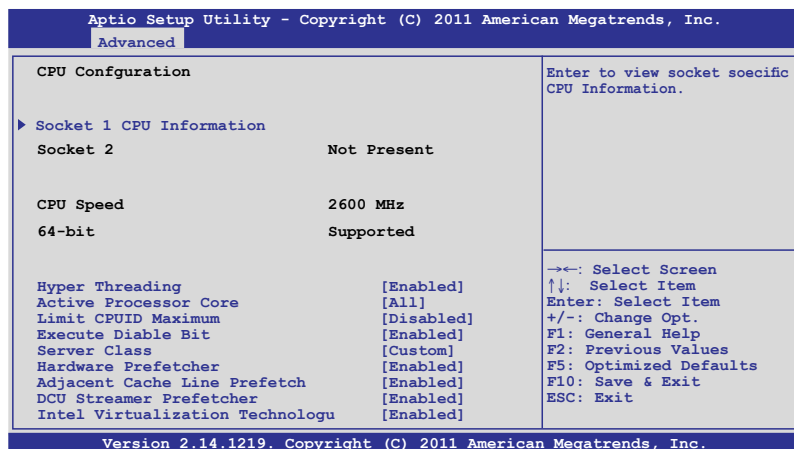 Aptio Setup Utility - Copyright (C) 2011 American Megatrends, Inc.
Advanced
CPU Confguration
Socket 1 CPU Information
Socket 2 Not Present
CPU Speed 2600 MHz
64-bit Supported
Hyper Threading [Enabled]
Active Processor Core [All]
Limit CPUID Maximum [Disabled]
Execute Diable Bit [Enabled]
Server Class [Custom]
Hardware Prefetcher [Enabled]
Adjacent Cache Line Prefetch [Enabled]
DCU Streamer Prefetcher [Enabled]
Intel Virtualization Technologu [Enabled]
Enter to view socket soecific
CPU Information.
→←: Select Screen
↑↓: Select Item
Enter: Select Item
+/-: Change Opt.
F1: General Help
F2: Previous Values
F5: Optimized Defaults
F10: Save & Exit
ESC: Exit
Version 2.14.1219. Copyright (C) 2011 American Megatrends, Inc.